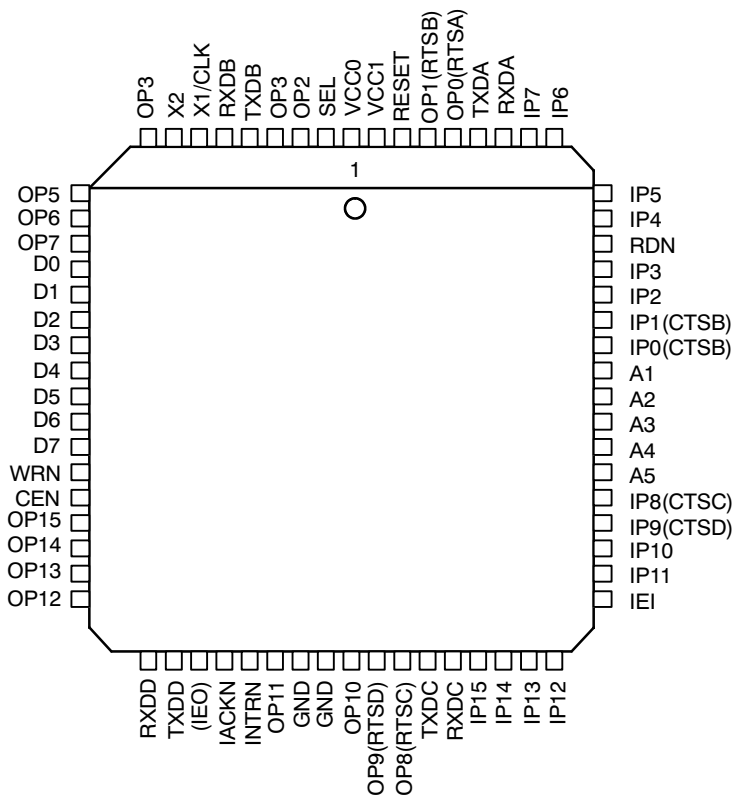 OP3
X2
X1/CLK
RXDB
TXDB
OP3
OP2
SEL
VCC0
VCC1
RESET
OP1(RTSB)
OP0(RTSA)
TXDA
RXDA
IP7
IP6
1
OP5
OP6
OP7
D0
D1
D2
D3
D4
D5
D6
D7
WRN
CEN
OP15
OP14
OP13
OP12
IP5
IP4
RDN
IP3
IP2
IP1(CTSB)
IP0(CTSB)
A1
A2
A3
A4
A5
IP8(CTSC)
IP9(CTSD)
IP10
IP11
IEI
RXDD
TXDD
(IEO)
IACKN
INTRN
OP11
GND
GND
OP10
OP9(RTSD)
OP8(RTSC)
TXDC
RXDC
IP15
IP14
IP13
IP12